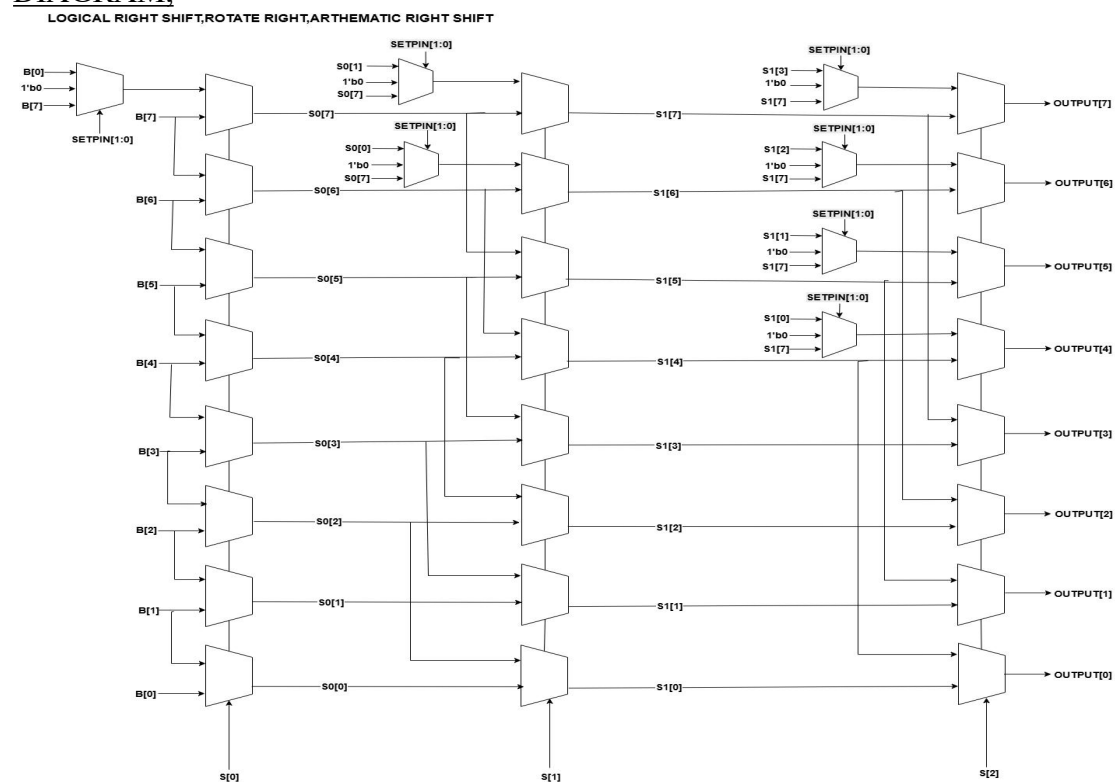 DIAGRAM;
LOGICAL RIGHT SHIFT,ROTATE RIGHT,ARTHEMATIC RIGHT SHIFT
SETPIN[1:0]
SETPIN[1:0]
B[0]
1'b0
B[7]
SETPIN[1:0]
S0[1]
1'b0
S0[7]
S1[3]
1'b0
S1[7]
B[7]
S0[7]
S1[7]
OUTPUT[7]
SETPIN[1:0]
S0[0]
1'b0
S0[7]
SETPIN[1:0]
S1[2]
1'b0
S1[7]
B[6]
S0[6]
S1[6]
OUTPUT[6]
SETPIN[1:0]
S1[1]
1'b0
S1[7]
B[5]
S0[5]
S1[5]
OUTPUT[5]
SETPIN[1:0]
S1[0]
1'b0
S1[7]
B[4]
S0[4]
S1[4]
OUTPUT[4]
B[3]
S0[3]
S1[3]
OUTPUT[3]
B[2]
S0[2]
S1[2]
OUTPUT[2]
B[1]
S0[1]
S1[1]
OUTPUT[1]
B[0]
S0[0]
S1[0]
OUTPUT[0]
S[0]
S[1]
S[2]